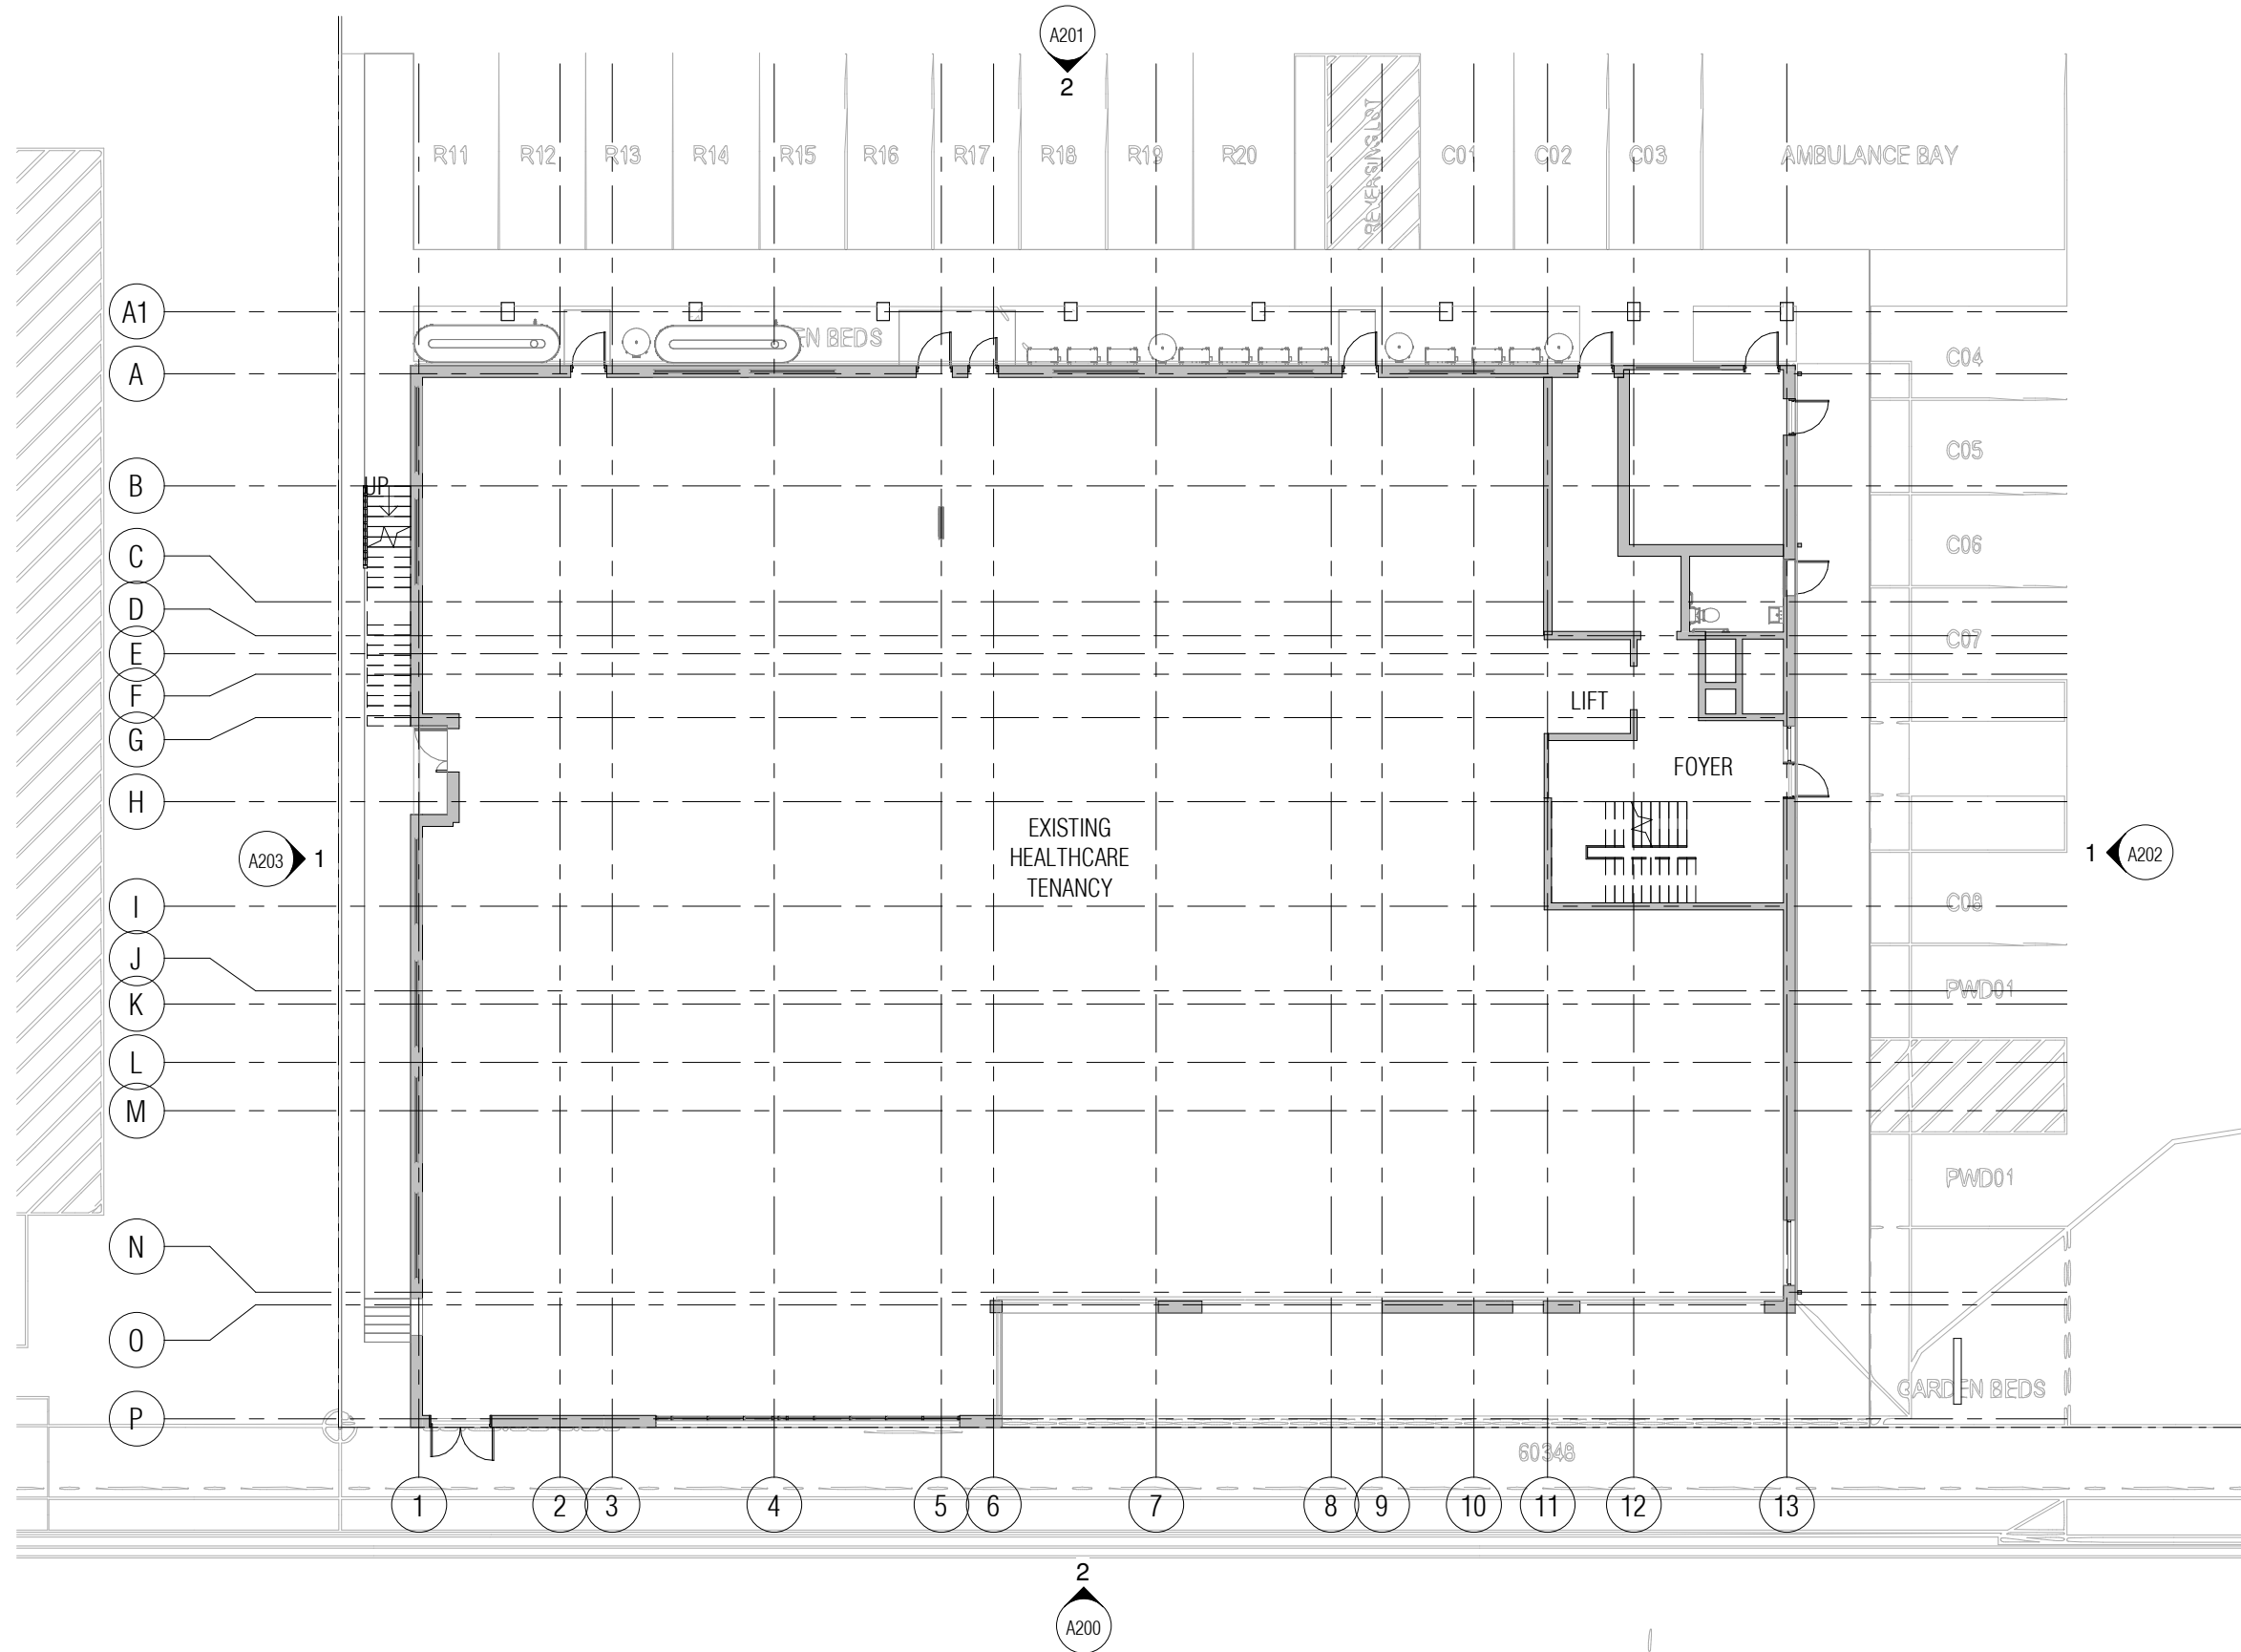 A201
2
R11 R12 R13 R14 R15 R16 R17 R18 R19 R20 REVERSING LOT C01 C02 C03 AMBULANCE BAY
A1
EN BEDS
A
C04
B
UP
C05
C
C06
D
C07
E
F
LIFT
G
FOYER
H
EXISTING
HEALTHCARE
TENANCY
A203 1
1 A202
I
C08
J
PWD01
K
L
M
PWD01
N
O
GARDEN BEDS
P
60348
1 2 3 4 5 6 7 8 9 10 11 12 13
2
A200